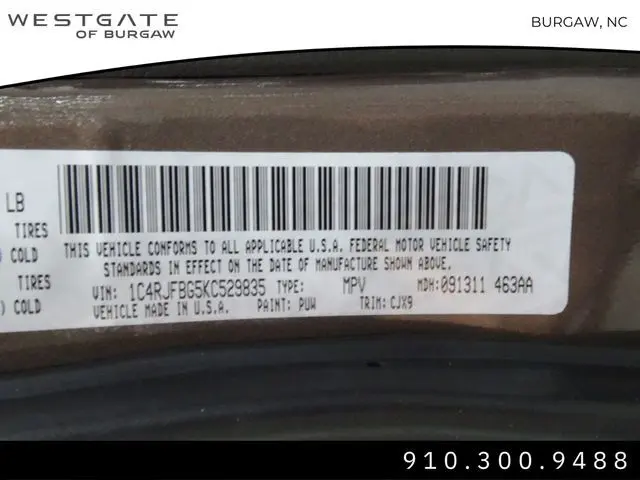 WESTGATE
OF BURGAW
BURGAW, NC
LB
TIRES
COLD
THIS VEHICLE CONFORMS TO ALL APPLICABLE U.S.A. FEDERAL MOTOR VEHICLE SAFETY
STANDARDS IN EFFECT ON THE DATE OF MANUFACTURE SHOWN ABOVE.
TIRES
VIN: 1C4RJFBG5KC529835 TYPE: MPV MDH:091311 463AA
) COLD VEHICLE MADE IN U.S.A. PAINT: PUW TRIM: CJX9
910.300.9488